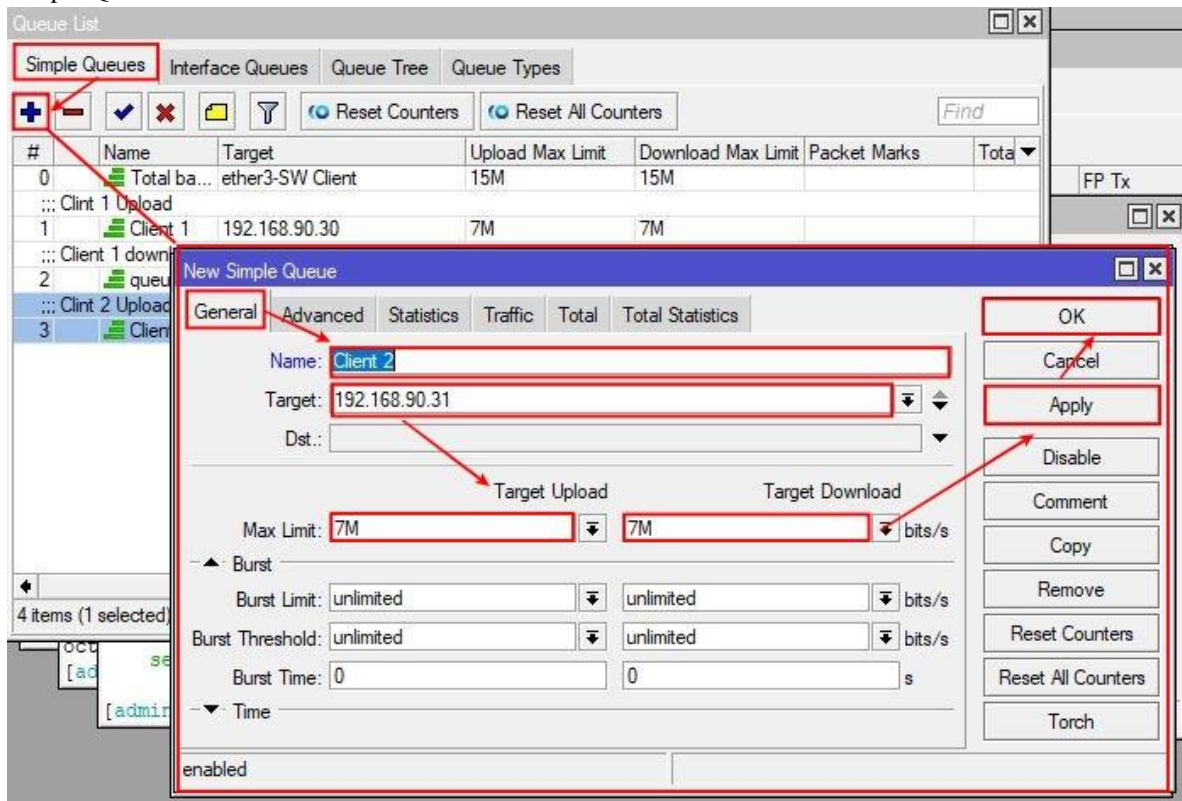 Queue List
Simple Queues Interface Queues Queue Tree Queue Types
Reset Counters Reset All Counters Find
# Name Target Upload Max Limit Download Max Limit Packet Marks Tota
0 Total ba... ether3-SW Client 15M 15M
FP Tx
;;; Clint 1 Upload
1 Client 1 192.168.90.30 7M 7M
;;; Client 1 down
2 queu
;;; Clint 2 Upload
3 Clien
New Simple Queue
General Advanced Statistics Traffic Total Total Statistics
OK
Name: Client 2
Cancel
Target: 192.168.90.31
Apply
Dst.:
Disable
Target Upload Target Download
Comment
Max Limit: 7M 7M bits/s
Copy
Burst
Burst Limit: unlimited unlimited bits/s
Remove
4 items (1 selected)
Burst Threshold: unlimited unlimited bits/s
Reset Counters
oct
[ad se
Burst Time: 0 0 s
Reset All Counters
[admin
Time
Torch
enabled